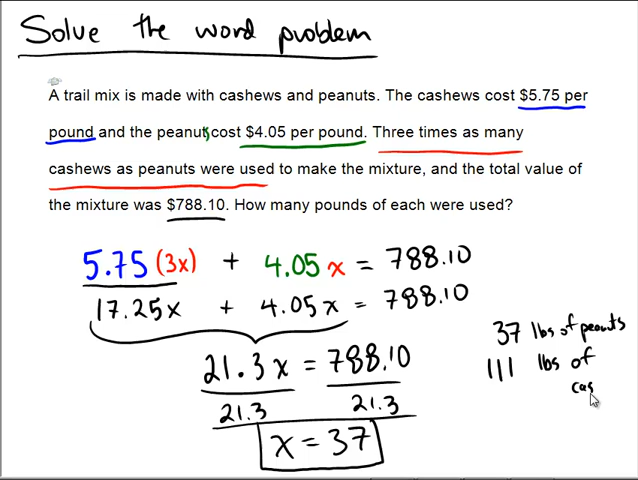 Solve the word problem
A trail mix is made with cashews and peanuts. The cashews cost $5.75 per
pound and the peanuts cost $4.05 per pound. Three times as many
cashews as peanuts were used to make the mixture, and the total value of
the mixture was $788.10. How many pounds of each were used?
5.75 (3x) + 4.05 x = 788.10
17.25x + 4.05x = 788.10
21.3x = 788.10
21.3 21.3
x = 37
37 lbs of peanuts
111 lbs of
cas